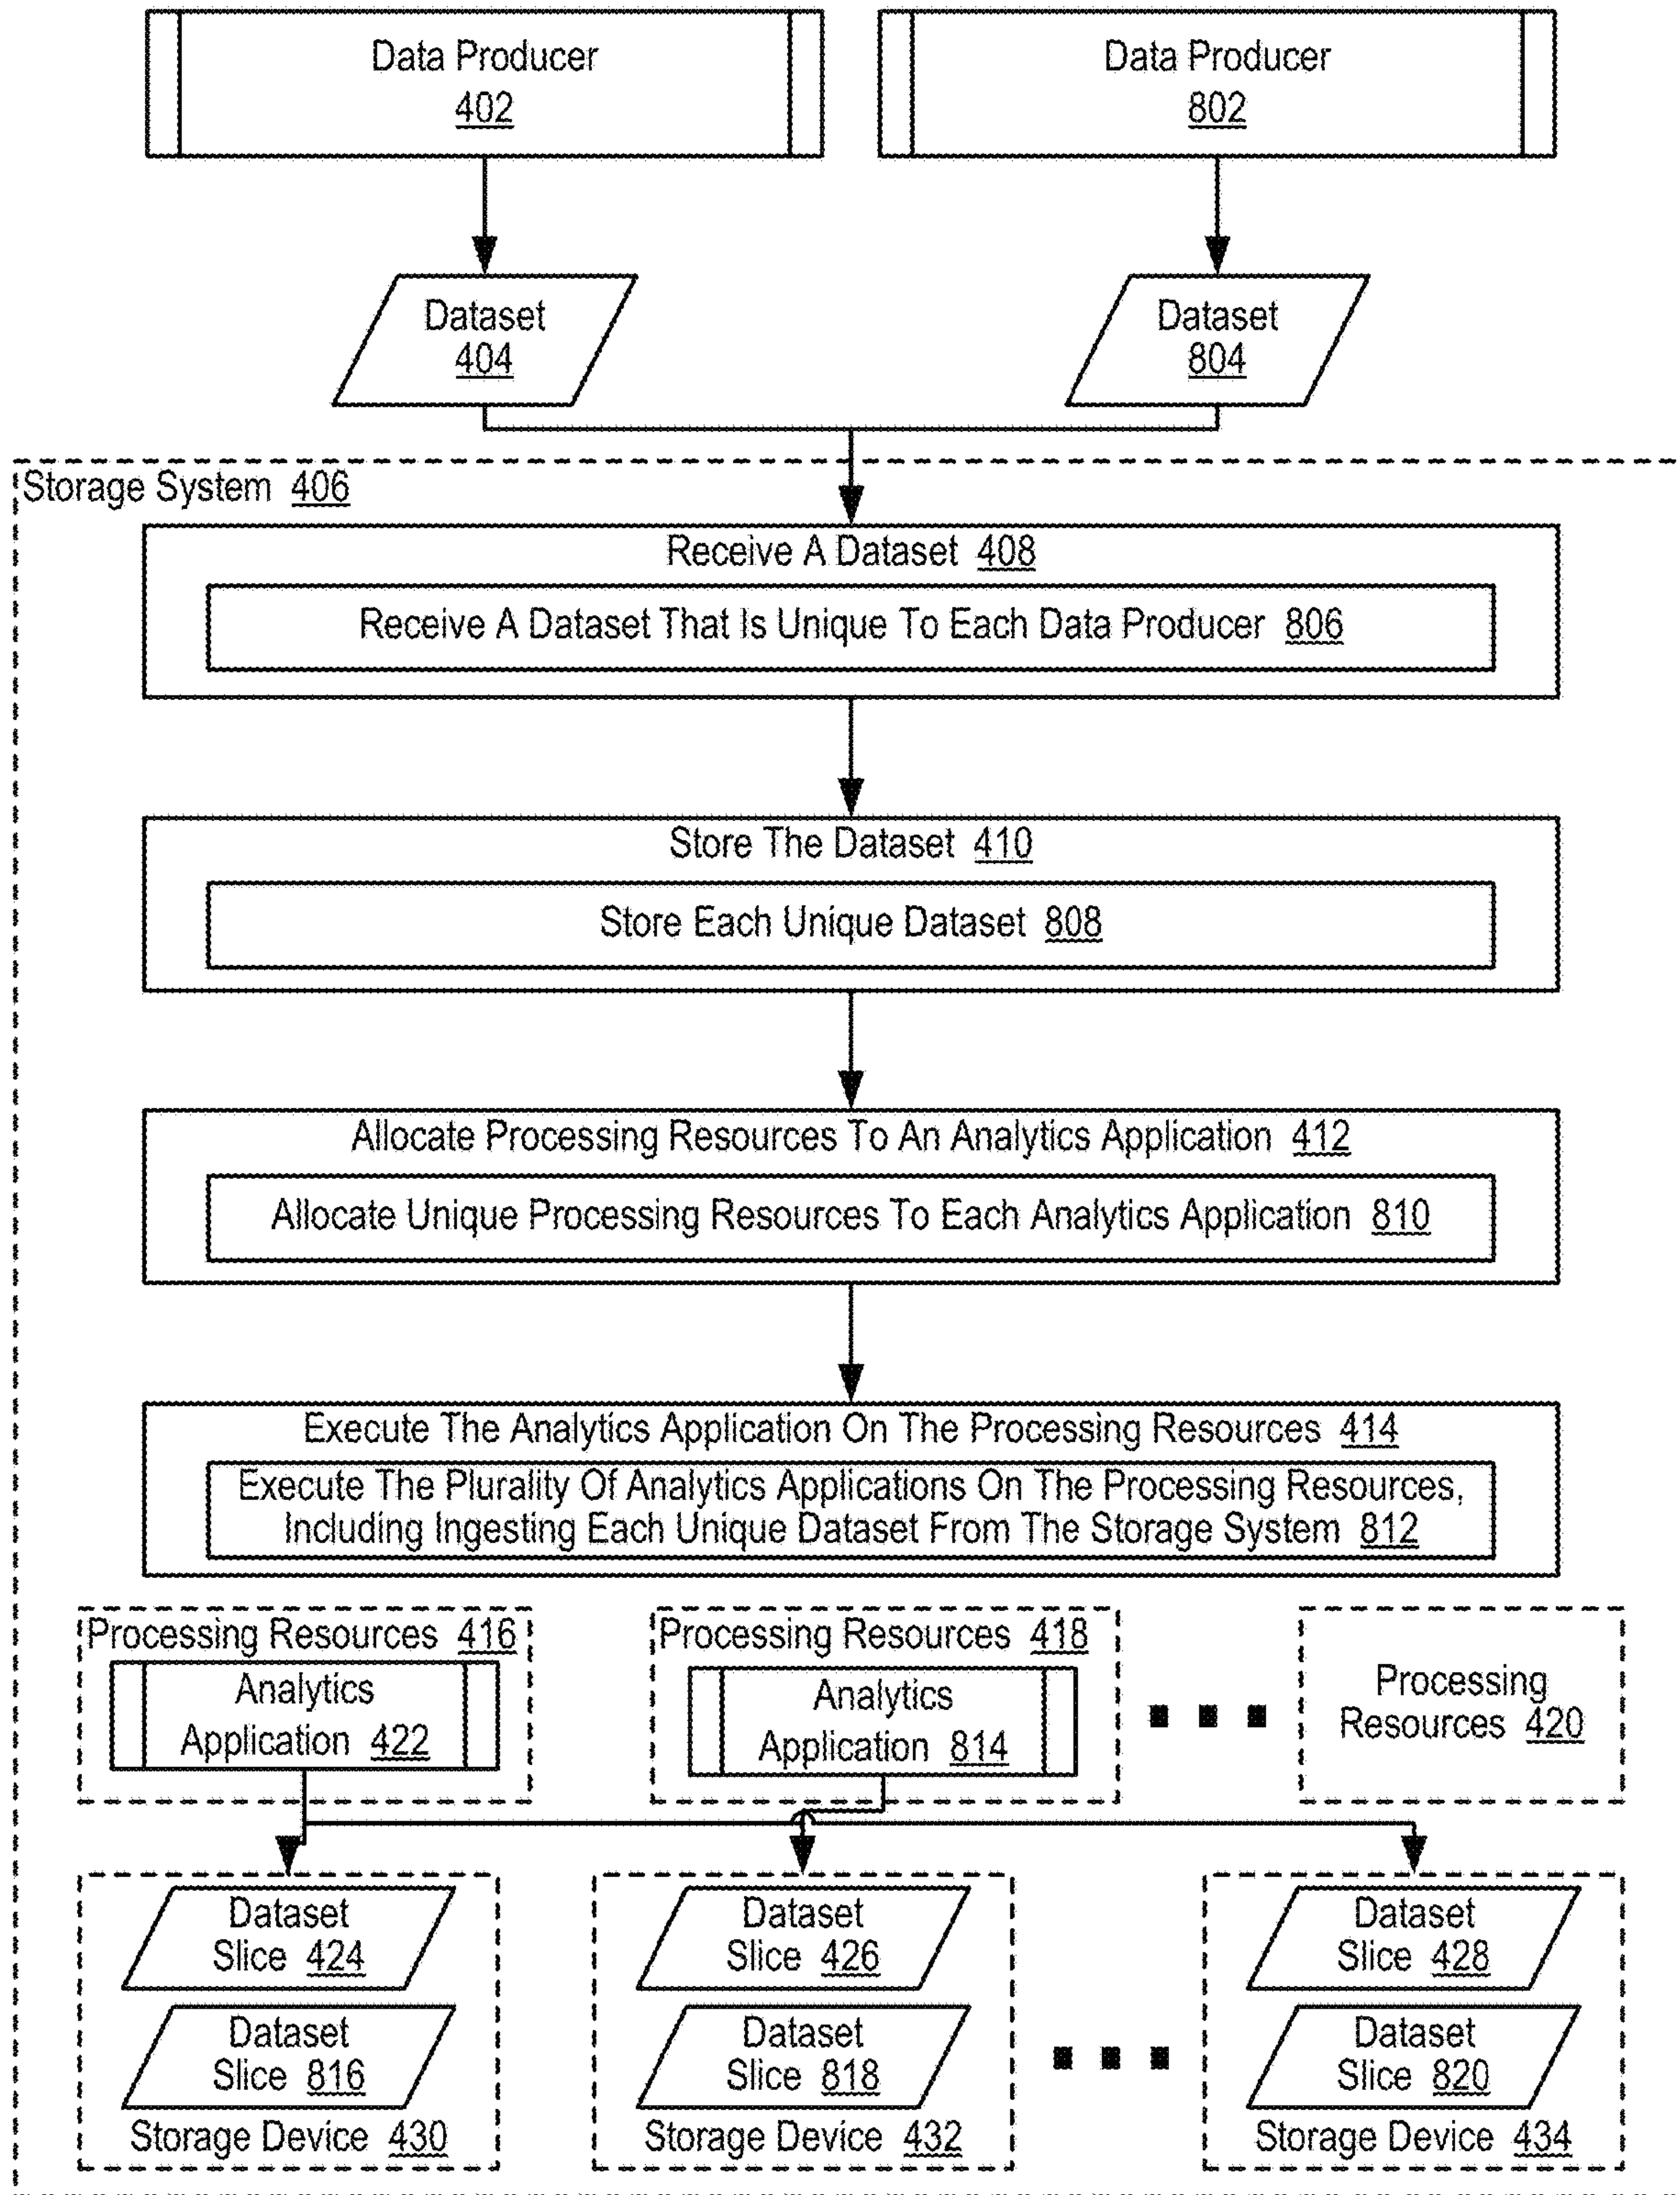 Data Producer
402
Data Producer
802
Dataset
404
Dataset
804
Storage System 406
Receive A Dataset 408
Receive A Dataset That Is Unique To Each Data Producer 806
Store The Dataset 410
Store Each Unique Dataset 808
Allocate Processing Resources To An Analytics Application 412
Allocate Unique Processing Resources To Each Analytics Application 810
Execute The Analytics Application On The Processing Resources 414
Execute The Plurality Of Analytics Applications On The Processing Resources,
Including Ingesting Each Unique Dataset From The Storage System 812
Processing Resources 416
Analytics
Application 422
Processing Resources 418
Analytics
Application 814
Processing
Resources 420
Dataset
Slice 424
Dataset
Slice 816
Storage Device 430
Dataset
Slice 426
Dataset
Slice 818
Storage Device 432
Dataset
Slice 428
Dataset
Slice 820
Storage Device 434